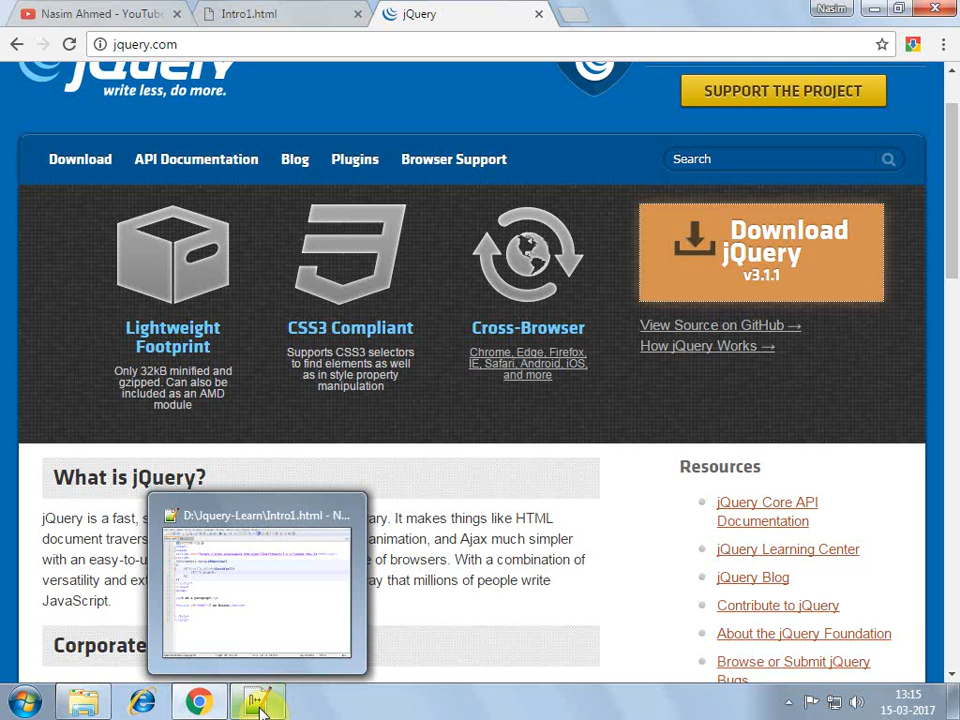 Nasim Ahmed - YouTube
Intro1.html
jQuery
Nasim
jquery.com
jQuery
write less, do more.
SUPPORT THE PROJECT
Download API Documentation Blog Plugins Browser Support
Search
Lightweight
Footprint
Only 32kB minified and
gzipped. Can also be
included as an AMD
module
CSS3 Compliant
Supports CSS3 selectors
to find elements as well
as in style property
manipulation
Cross-Browser
Chrome, Edge, Firefox,
IE, Safari, Android, iOS,
and more
Download
jQuery
v3.1.1
View Source on GitHub →
How jQuery Works →
What is jQuery?
jQuery is a fast, s rary. It makes things like HTML
document travers animation, and Ajax much simpler
with an easy-to-u e of browsers. With a combination of
versatility and ext ay that millions of people write
JavaScript.
Corporate
Resources
jQuery Core API
Documentation
jQuery Learning Center
jQuery Blog
Contribute to jQuery
About the jQuery Foundation
Browse or Submit jQuery
Bugs
D:\Jquery-Learn\Intro1.html - N...
13:15
15-03-2017